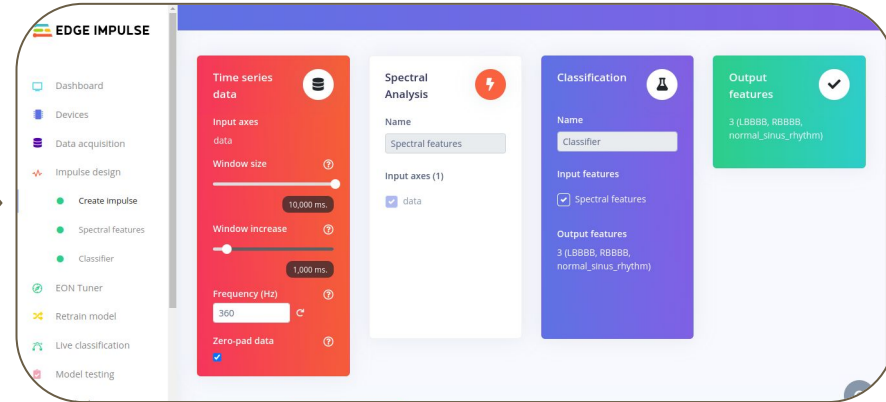 EDGE IMPULSE
Dashboard
Devices
Data acquisition
Impulse design
Create impulse
Spectral features
Classifier
EON Tuner
Retrain model
Live classification
Model testing
Time series
data
Input axes
data
Window size
10,000 ms.
Window increase
1,000 ms.
Frequency (Hz)
360
Zero-pad data
Spectral
Analysis
Name
Spectral features
Input axes (1)
data
Classification
Name
Classifier
Input features
Spectral features
Output features
3 (LBBBB, RBBBB,
normal_sinus_rhythm)
Output
features
3 (LBBBB, RBBBB,
normal_sinus_rhythm)